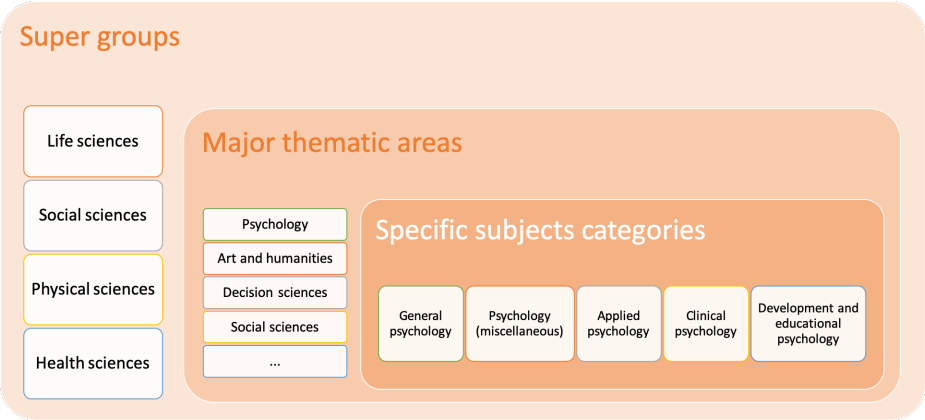 Super groups
Life sciences
Social sciences
Physical sciences
Health sciences
Major thematic areas
Psychology
Art and humanities
Decision sciences
Social sciences
...
Specific subjects categories
General
psychology
Psychology
(miscellaneous)
Applied
psychology
Clinical
psychology
Development and
educational
psychology